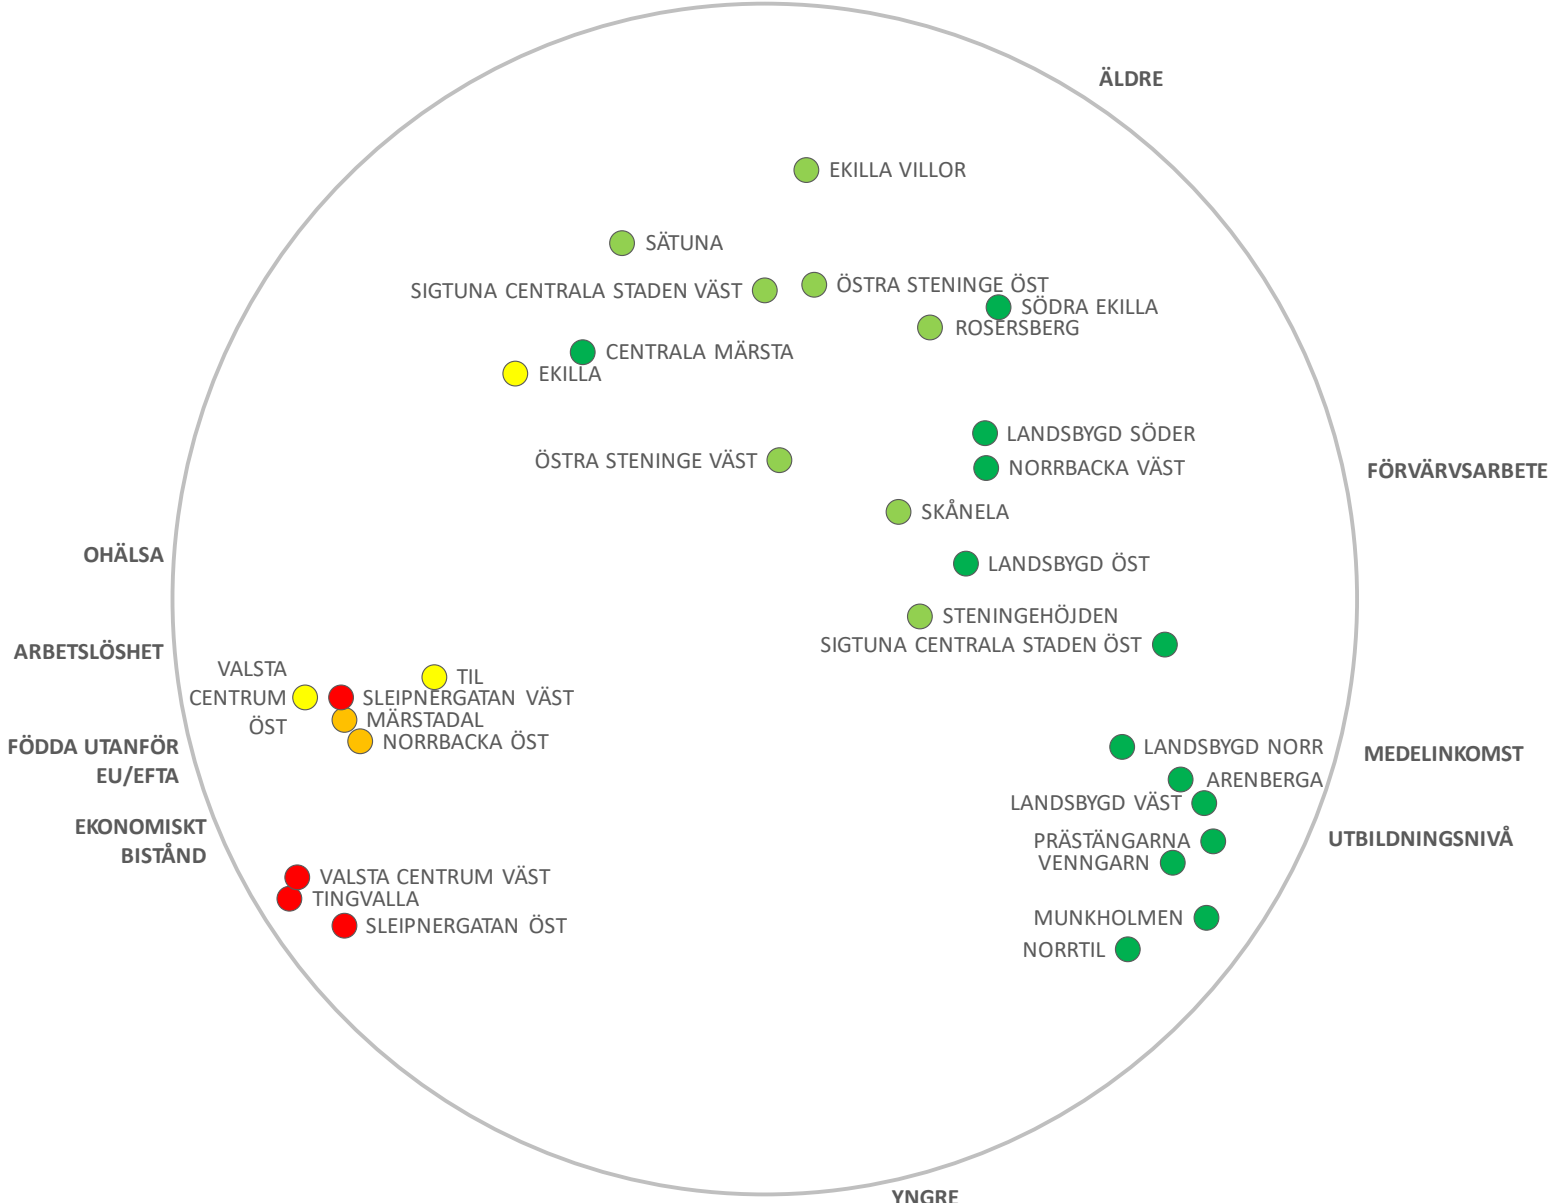 ÄLDRE
EKILLA VILLOR
SÄTUNA
SIGTUNA CENTRALA STADEN VÄST
ÖSTRA STENINGE ÖST
SÖDRA EKILLA
ROSERSBERG
CENTRALA MÄRSTA
EKILLA
LANDSBYGD SÖDER
ÖSTRA STENINGE VÄST
NORRBACKA VÄST
FÖRVÄRVSARBETE
SKÅNELA
OHÄLSA
LANDSBYGD ÖST
STENINGEHÖJDEN
SIGTUNA CENTRALA STADEN ÖST
ARBETSLÖSHET
VALSTA
CENTRUM
ÖST
TIL
SLEIPNERGATAN VÄST
MÄRSTADAL
NORRBACKA ÖST
FÖDDA UTANFÖR
EU/EFTA
LANDSBYGD NORR
MEDELINKOMST
ARENBERGA
LANDSBYGD VÄST
EKONOMISKT
BISTÅND
PRÄSTÄNGARNA
UTBILDNINGSNIVÅ
VENNGARN
VALSTA CENTRUM VÄST
TINGVALLA
SLEIPNERGATAN ÖST
MUNKHOLMEN
NORRTIL
YNGRE